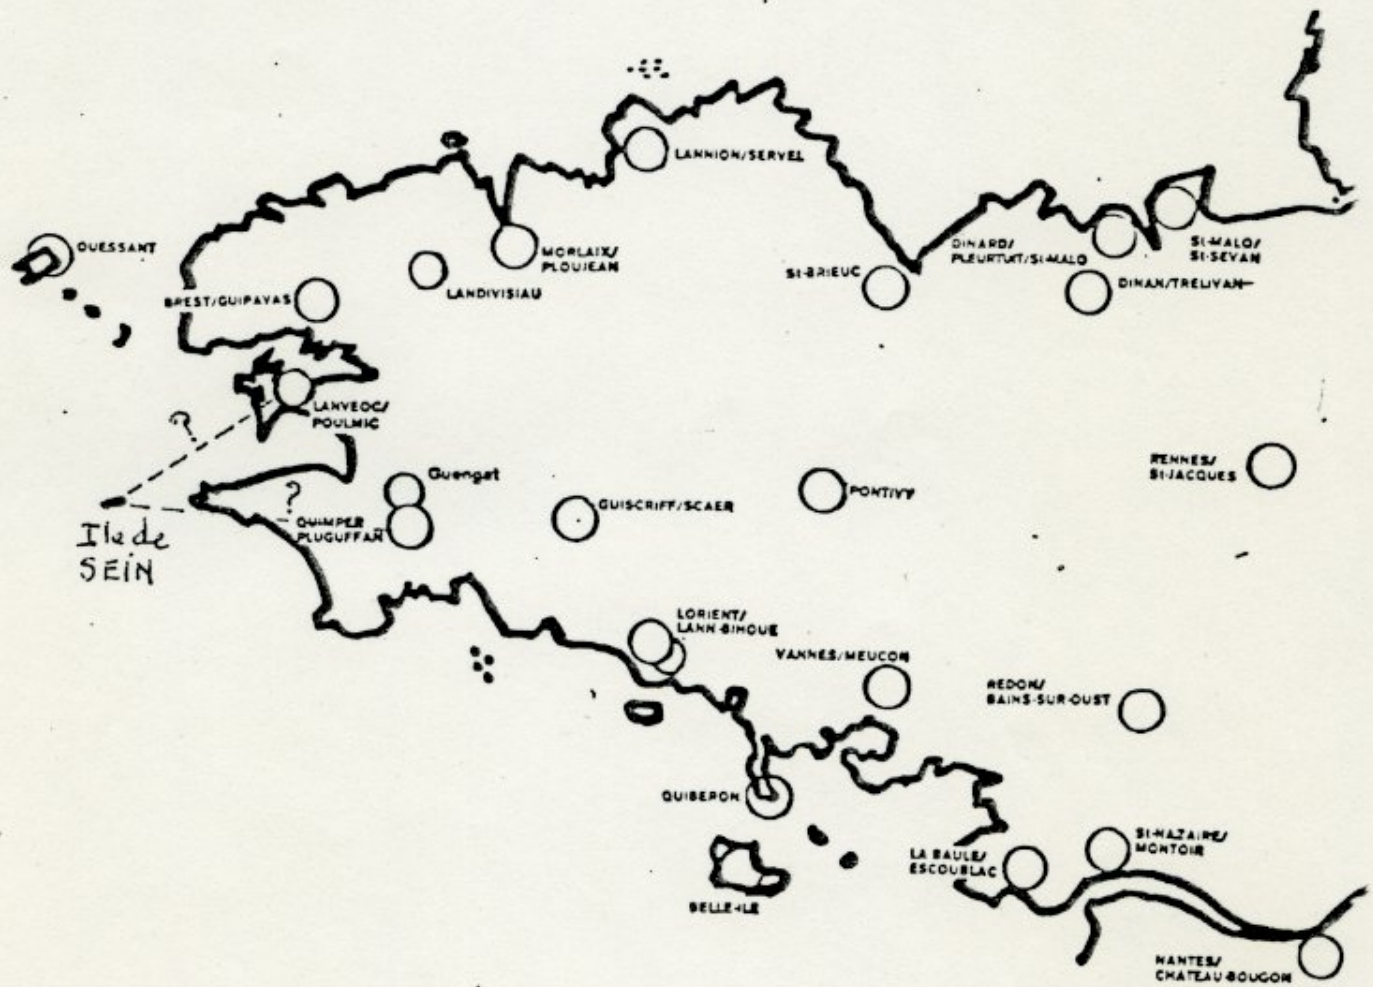 LANNION/SERVEL
OUESSANT
MORLAIX/
PLOUJEAN
LANDIVISIAU
BREST/GUIPAVAS
ST-BRIEUC
DINARD/
PLEURTUIT/ST-MALO
ST-MALO/
ST-SEVAN
DINAN/TRELIVAN
LANVEOC/
POULMIC
?
Guengat
?
QUIMPER
PLUGUFFAN
Ile de
SEIN
GUISCRIFF/SCAER
PONTIVY
RENNES/
ST-JACQUES
LORIENT/
LANN-BIHOUE
VANNES/MEUCON
REDON/
BAINS-SUR-OUST
QUIBERON
BELLE-ILE
LA BAULE/
ESCOUBLAC
ST-NAZAIRE/
MONTOIR
NANTES/
CHATEAU-BOUGON